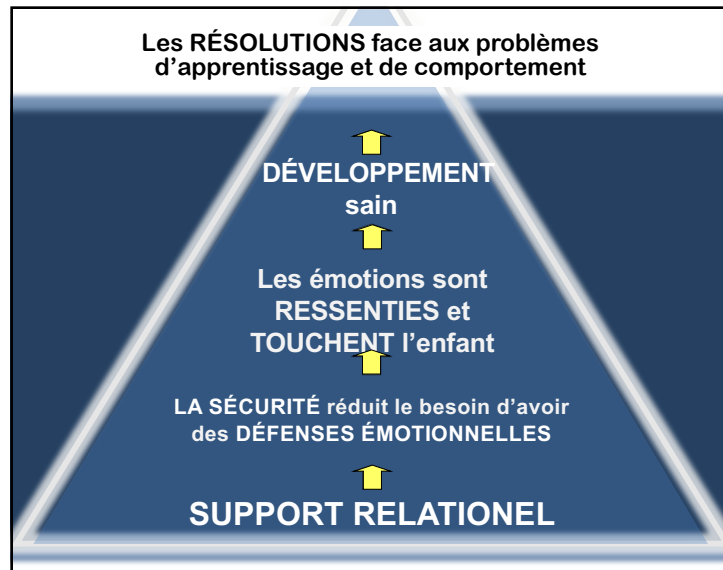 Les RÉSOLUTIONS face aux problèmes
d’apprentissage et de comportement
DÉVELOPPEMENT
sain
Les émotions sont
RESSENTIES et
TOUCHENT l’enfant
LA SÉCURITÉ réduit le besoin d’avoir
des DÉFENSES ÉMOTIONNELLES
SUPPORT RELATIONEL